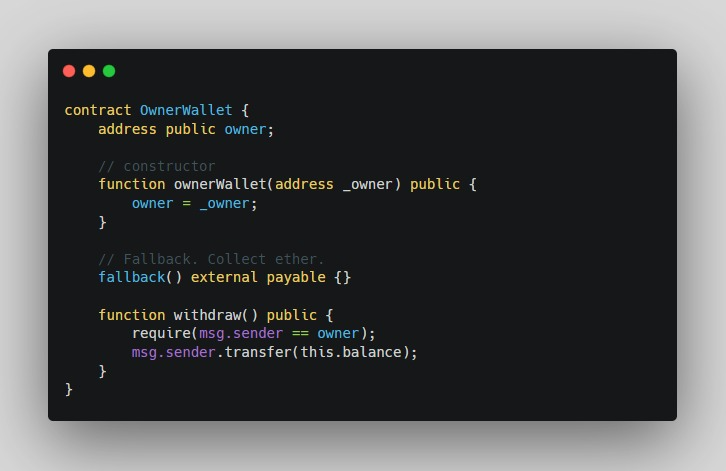 contract OwnerWallet {
    address public owner;

    // constructor
    function ownerWallet(address _owner) public {
        owner = _owner;
    }

    // Fallback. Collect ether.
    fallback() external payable {}

    function withdraw() public {
        require(msg.sender == owner);
        msg.sender.transfer(this.balance);
    }
}